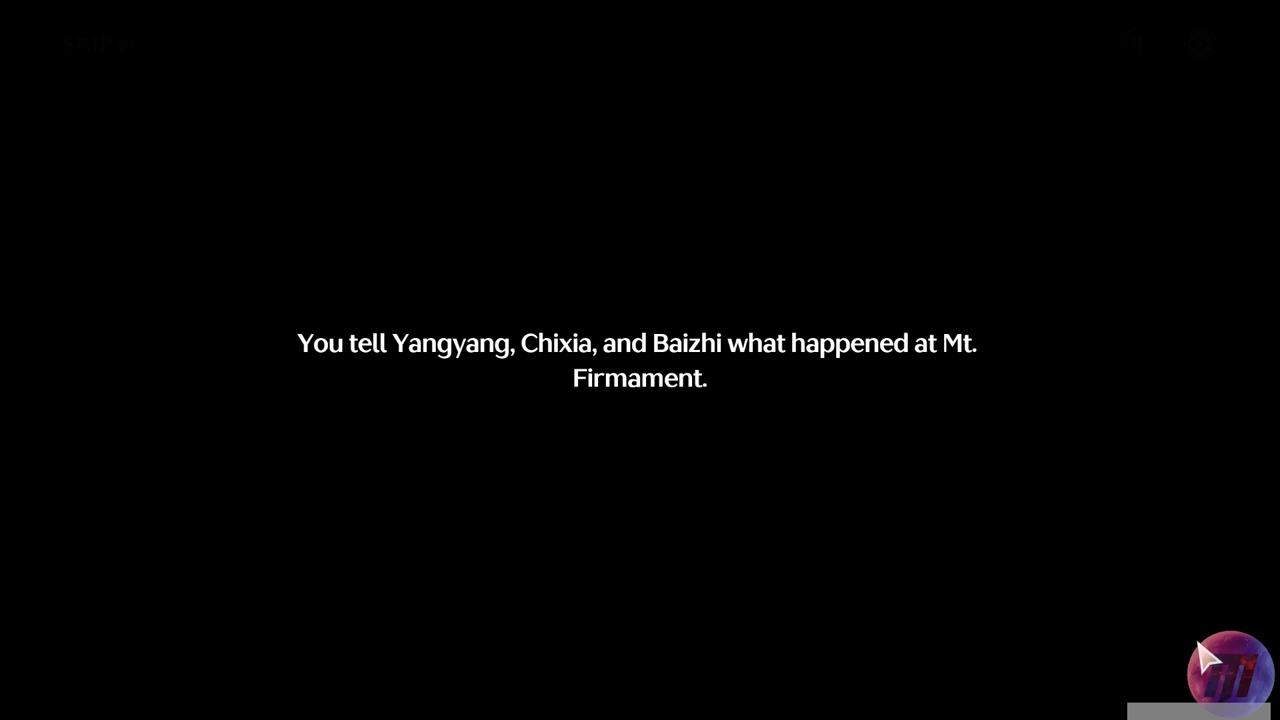 You tell Yangyang, Chixia, and Baizhi what happened at Mt.
Firmament.